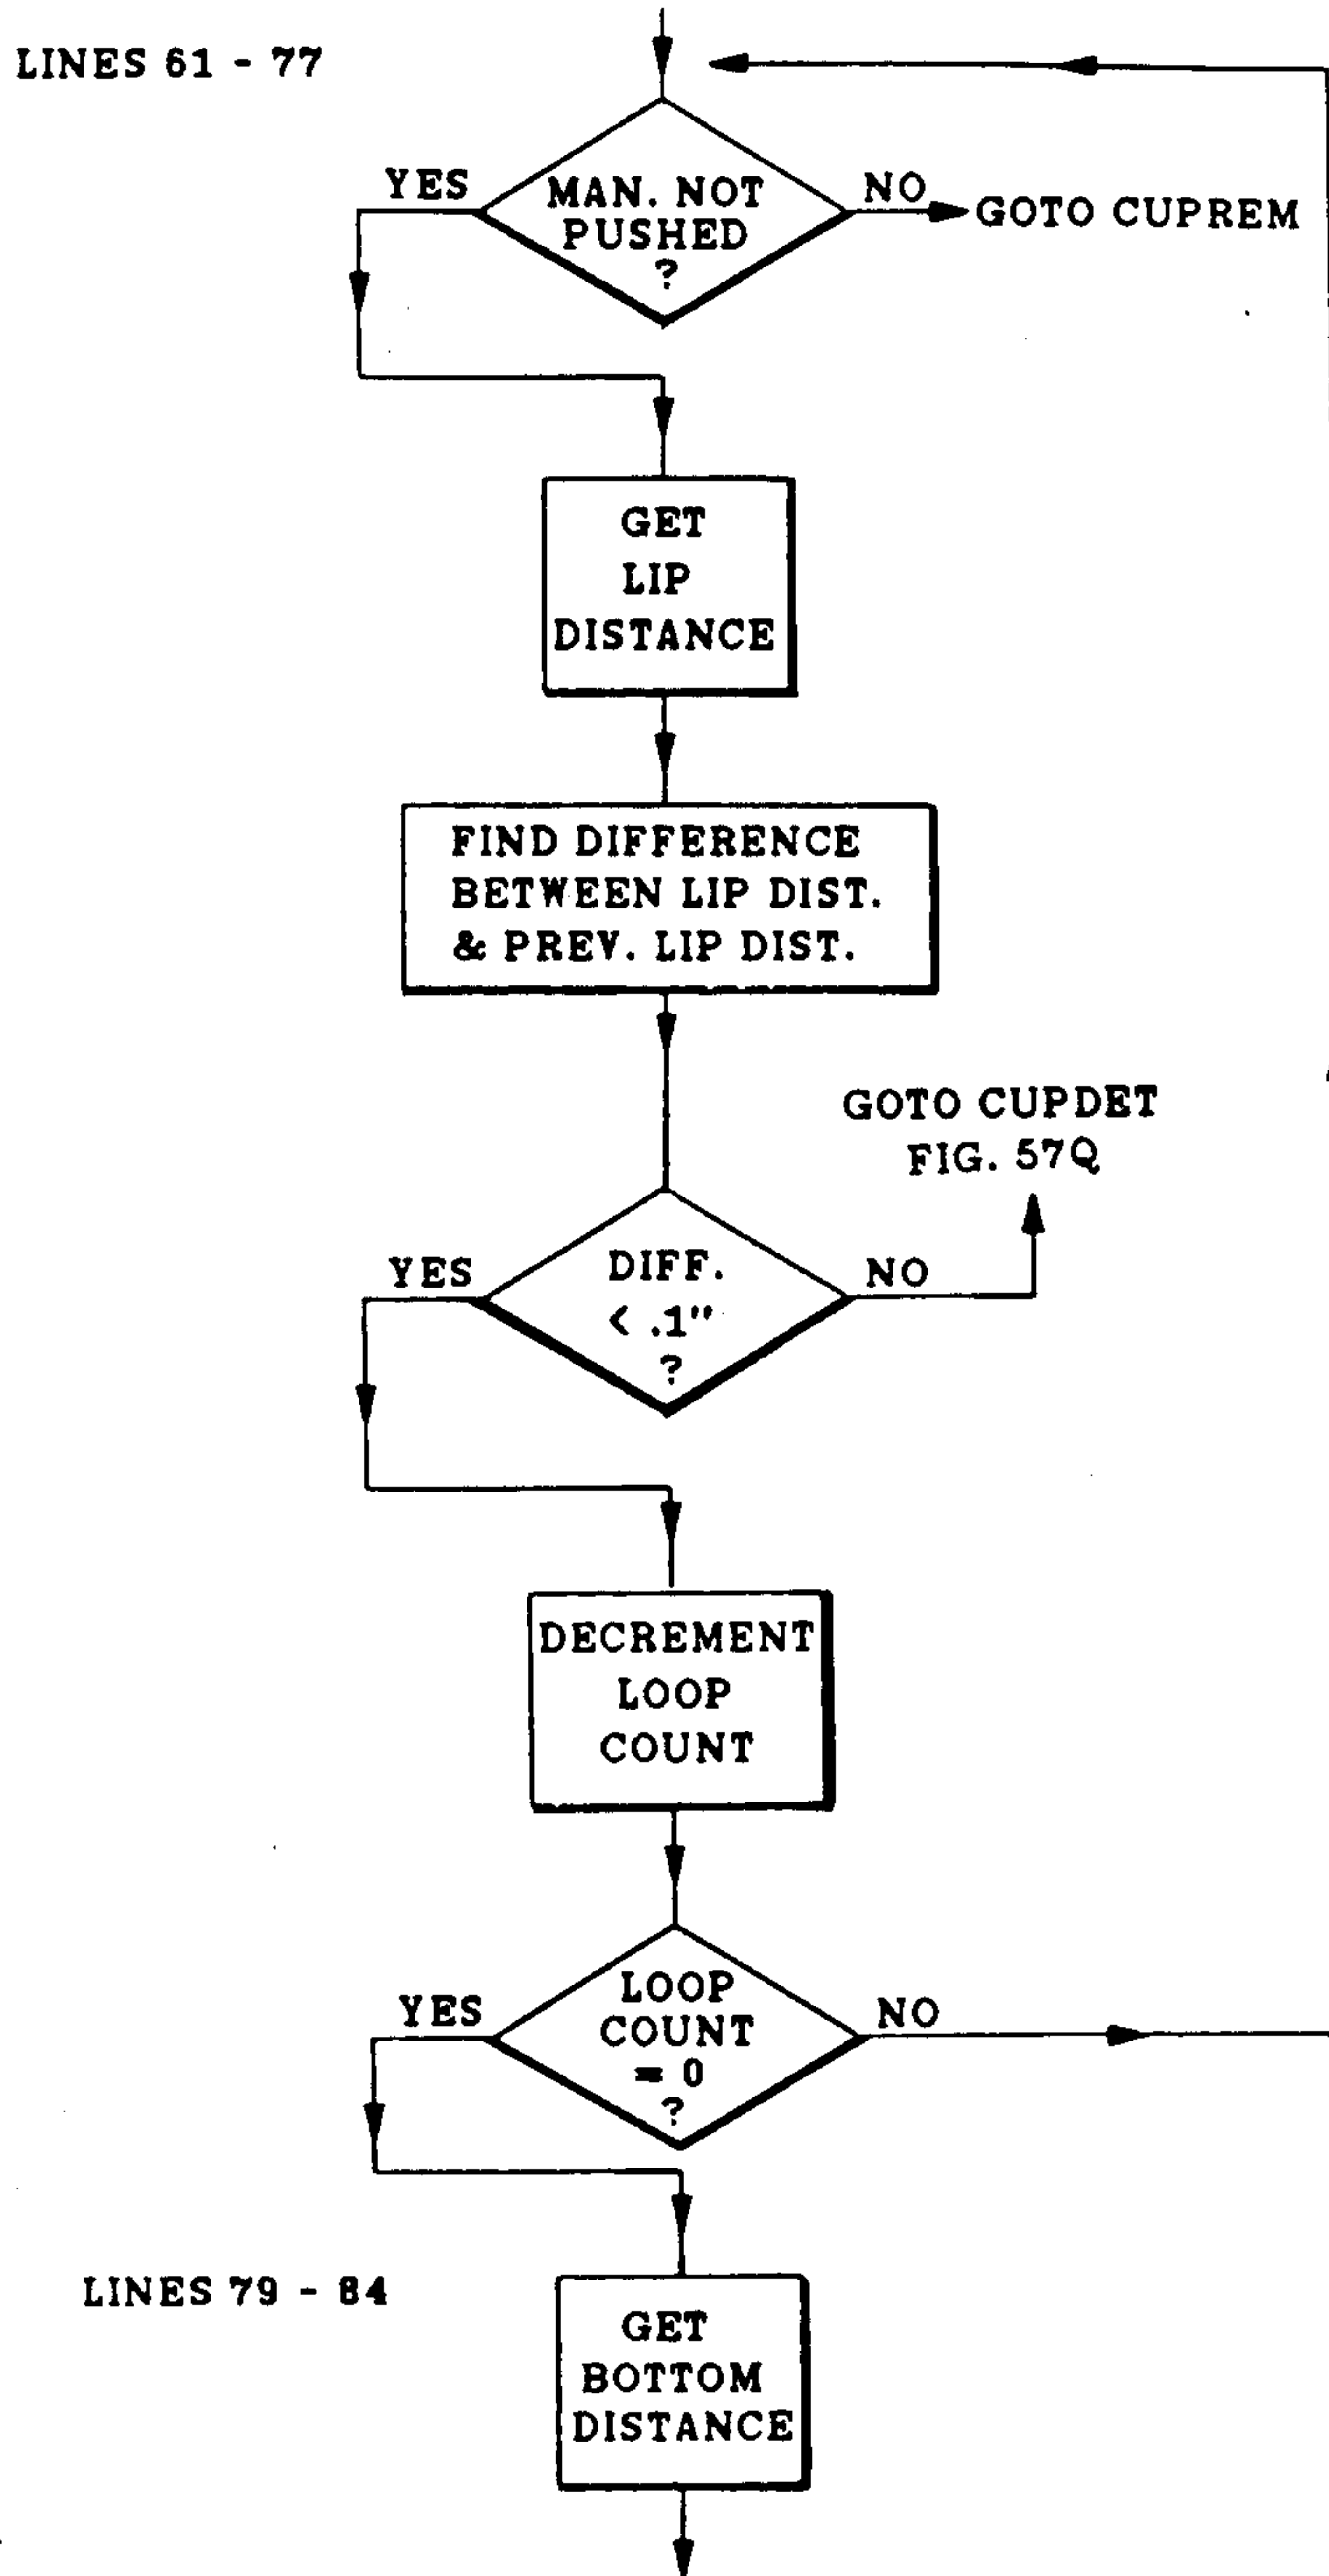 LINES 61 - 77
YES
MAN. NOT
PUSHED
?
NO
GOTO CUPREM
GET
LIP
DISTANCE
FIND DIFFERENCE
BETWEEN LIP DIST.
& PREV. LIP DIST.
GOTO CUPDET
FIG. 57Q
YES
DIFF.
< .1"
?
NO
DECREMENT
LOOP
COUNT
YES
LOOP
COUNT
= 0
?
NO
LINES 79 - 84
GET
BOTTOM
DISTANCE